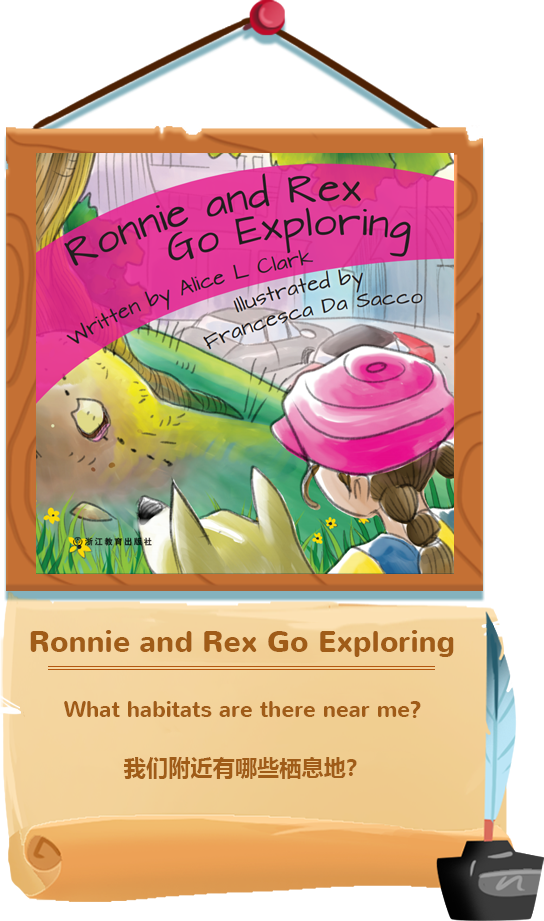 Ronnie and Rex
Go Exploring
Written by Alice L Clark
Illustrated by
Francesca Da Sacco
浙江教育出版社
Ronnie and Rex Go Exploring
What habitats are there near me?
我们附近有哪些栖息地?